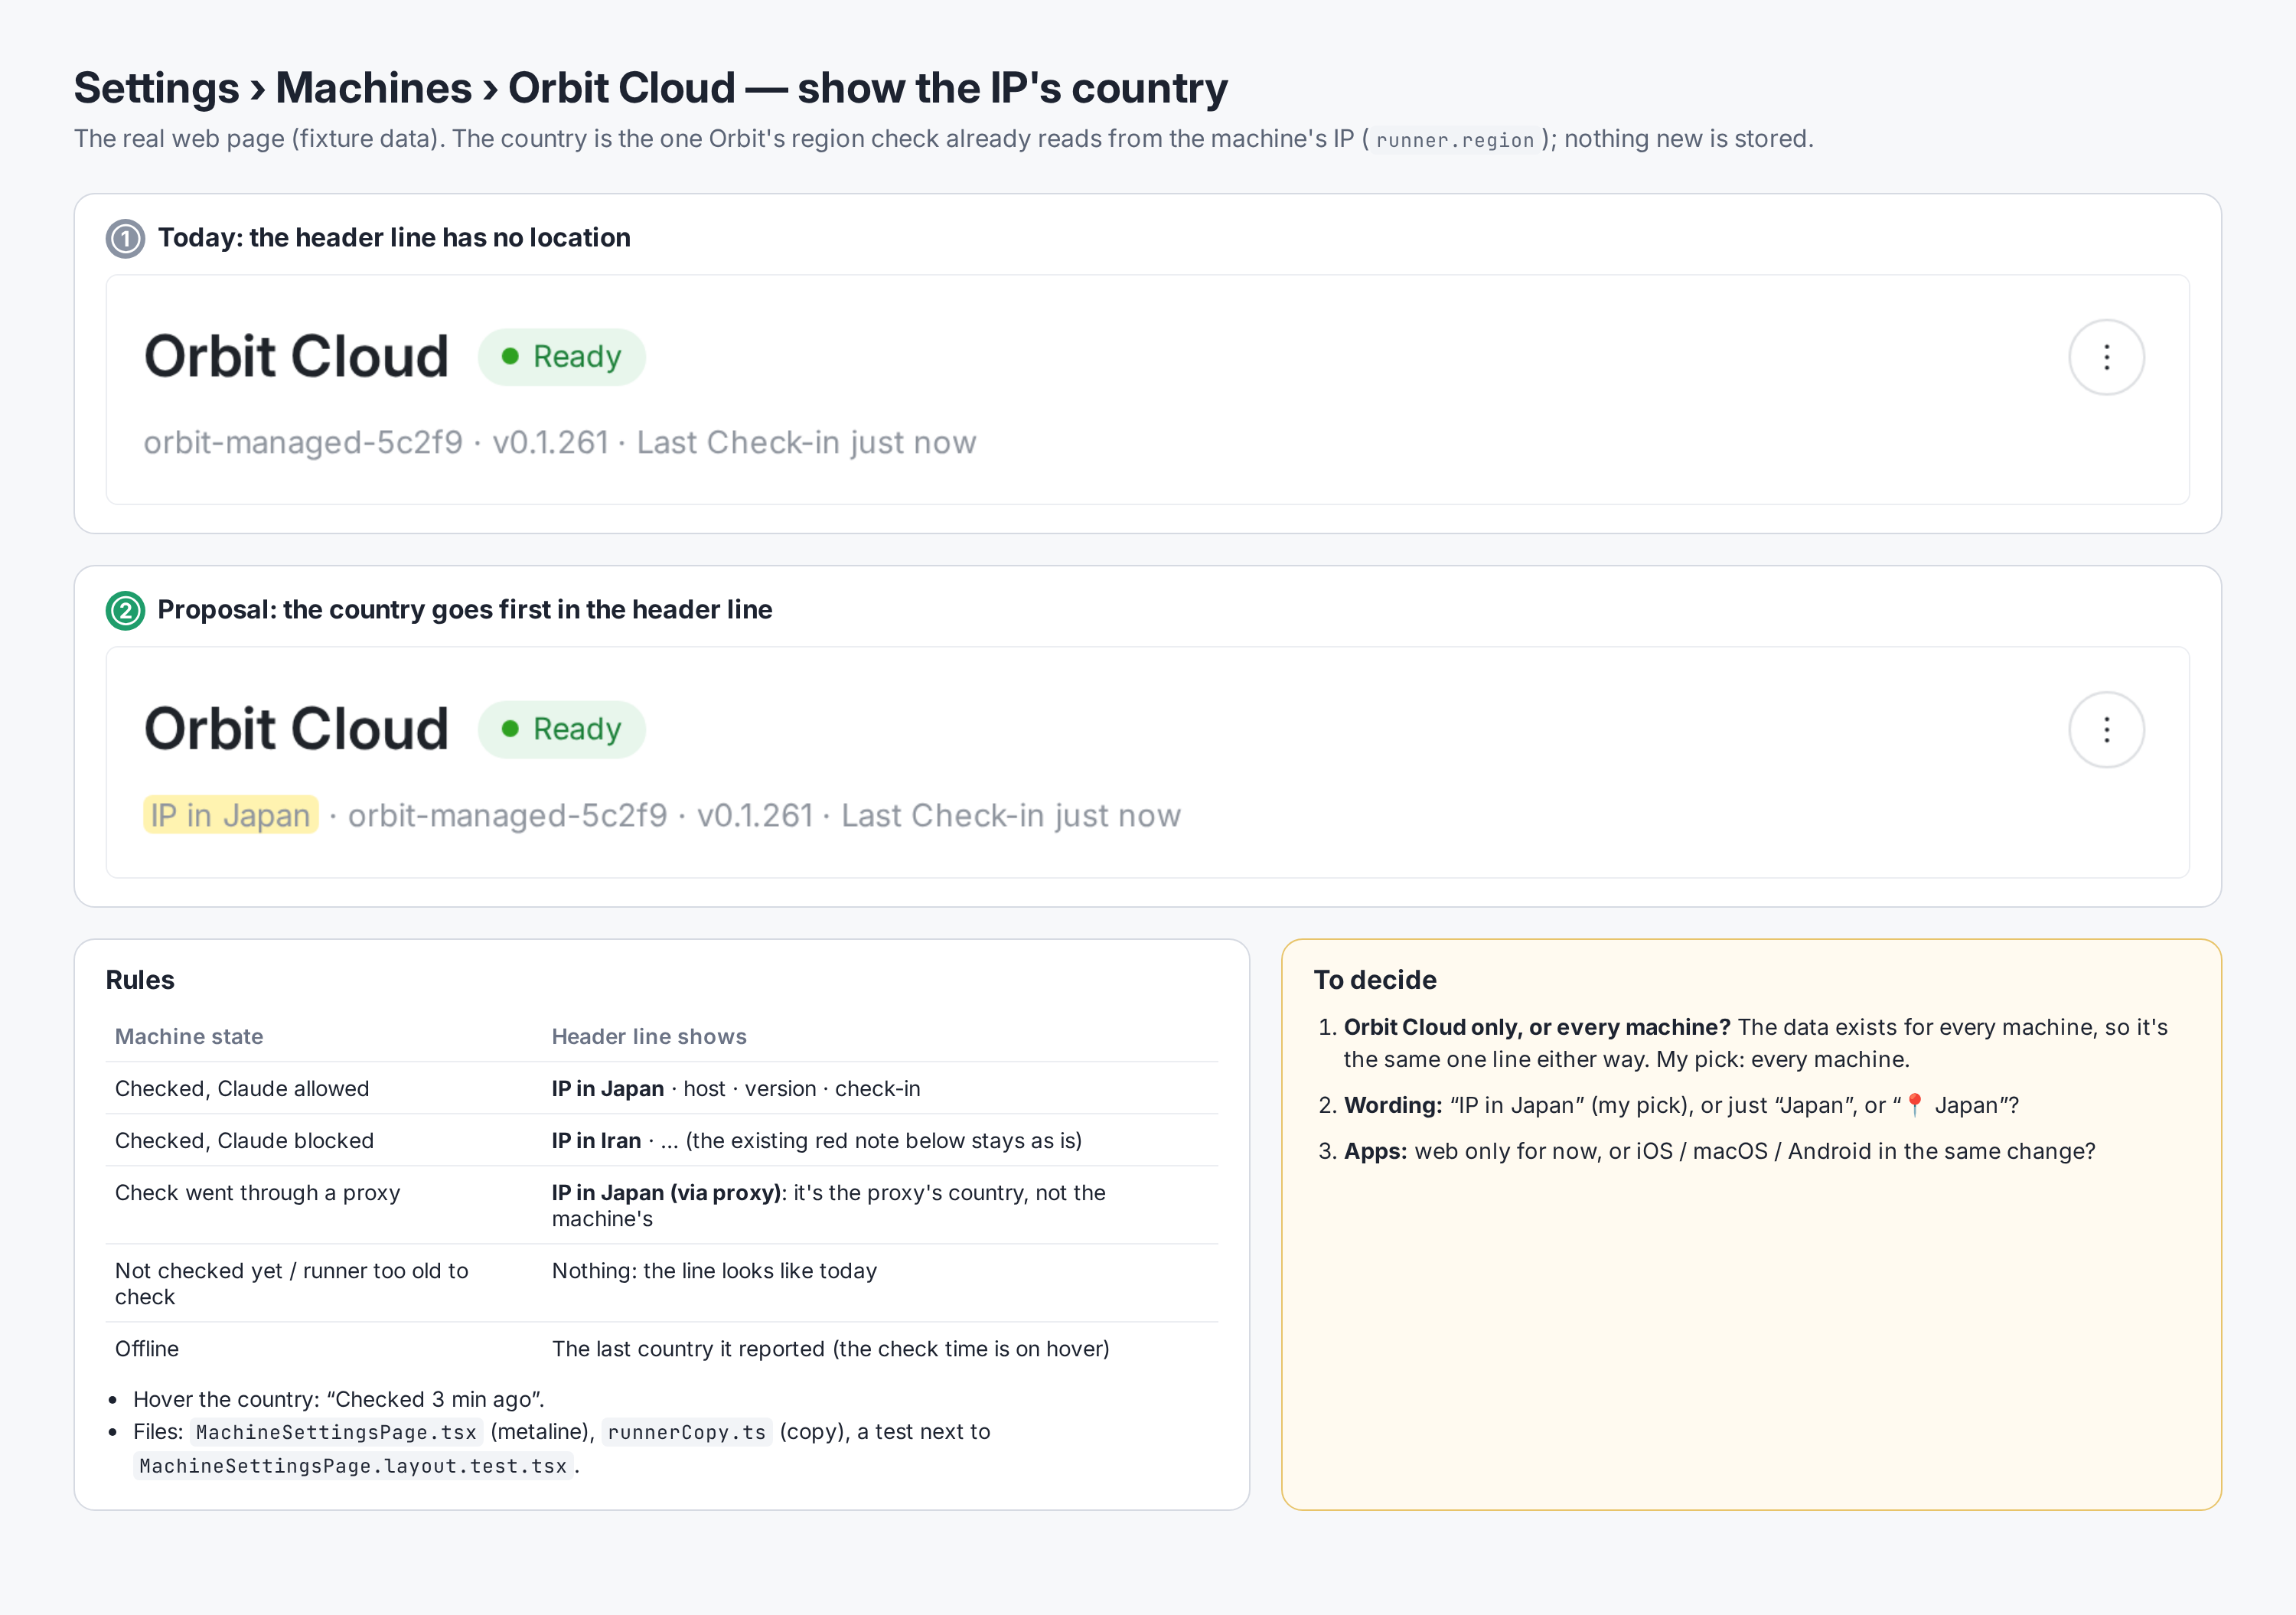 Settings › Machines › Orbit Cloud — show the IP's country
The real web page (fixture data). The country is the one Orbit's region check already reads from the machine's IP ( runner.region ); nothing new is stored.
① Today: the header line has no location
Orbit Cloud ● Ready ⋮
orbit-managed-5c2f9 · v0.1.261 · Last Check-in just now
② Proposal: the country goes first in the header line
Orbit Cloud ● Ready ⋮
IP in Japan · orbit-managed-5c2f9 · v0.1.261 · Last Check-in just now
Rules
Machine state Header line shows
Checked, Claude allowed IP in Japan · host · version · check-in
Checked, Claude blocked IP in Iran · … (the existing red note below stays as is)
Check went through a proxy IP in Japan (via proxy): it's the proxy's country, not the
machine's
Not checked yet / runner too old to Nothing: the line looks like today
check
Offline The last country it reported (the check time is on hover)
• Hover the country: “Checked 3 min ago”.
• Files: MachineSettingsPage.tsx (metaline), runnerCopy.ts (copy), a test next to
MachineSettingsPage.layout.test.tsx.
To decide
1. Orbit Cloud only, or every machine? The data exists for every machine, so it's
the same one line either way. My pick: every machine.
2. Wording: “IP in Japan” (my pick), or just “Japan”, or “📍 Japan”?
3. Apps: web only for now, or iOS / macOS / Android in the same change?